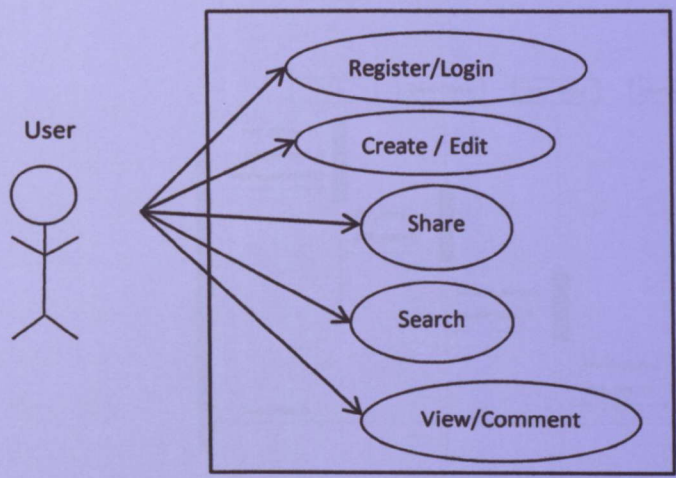 User
Register/Login
Create / Edit
Share
Search
View/Comment